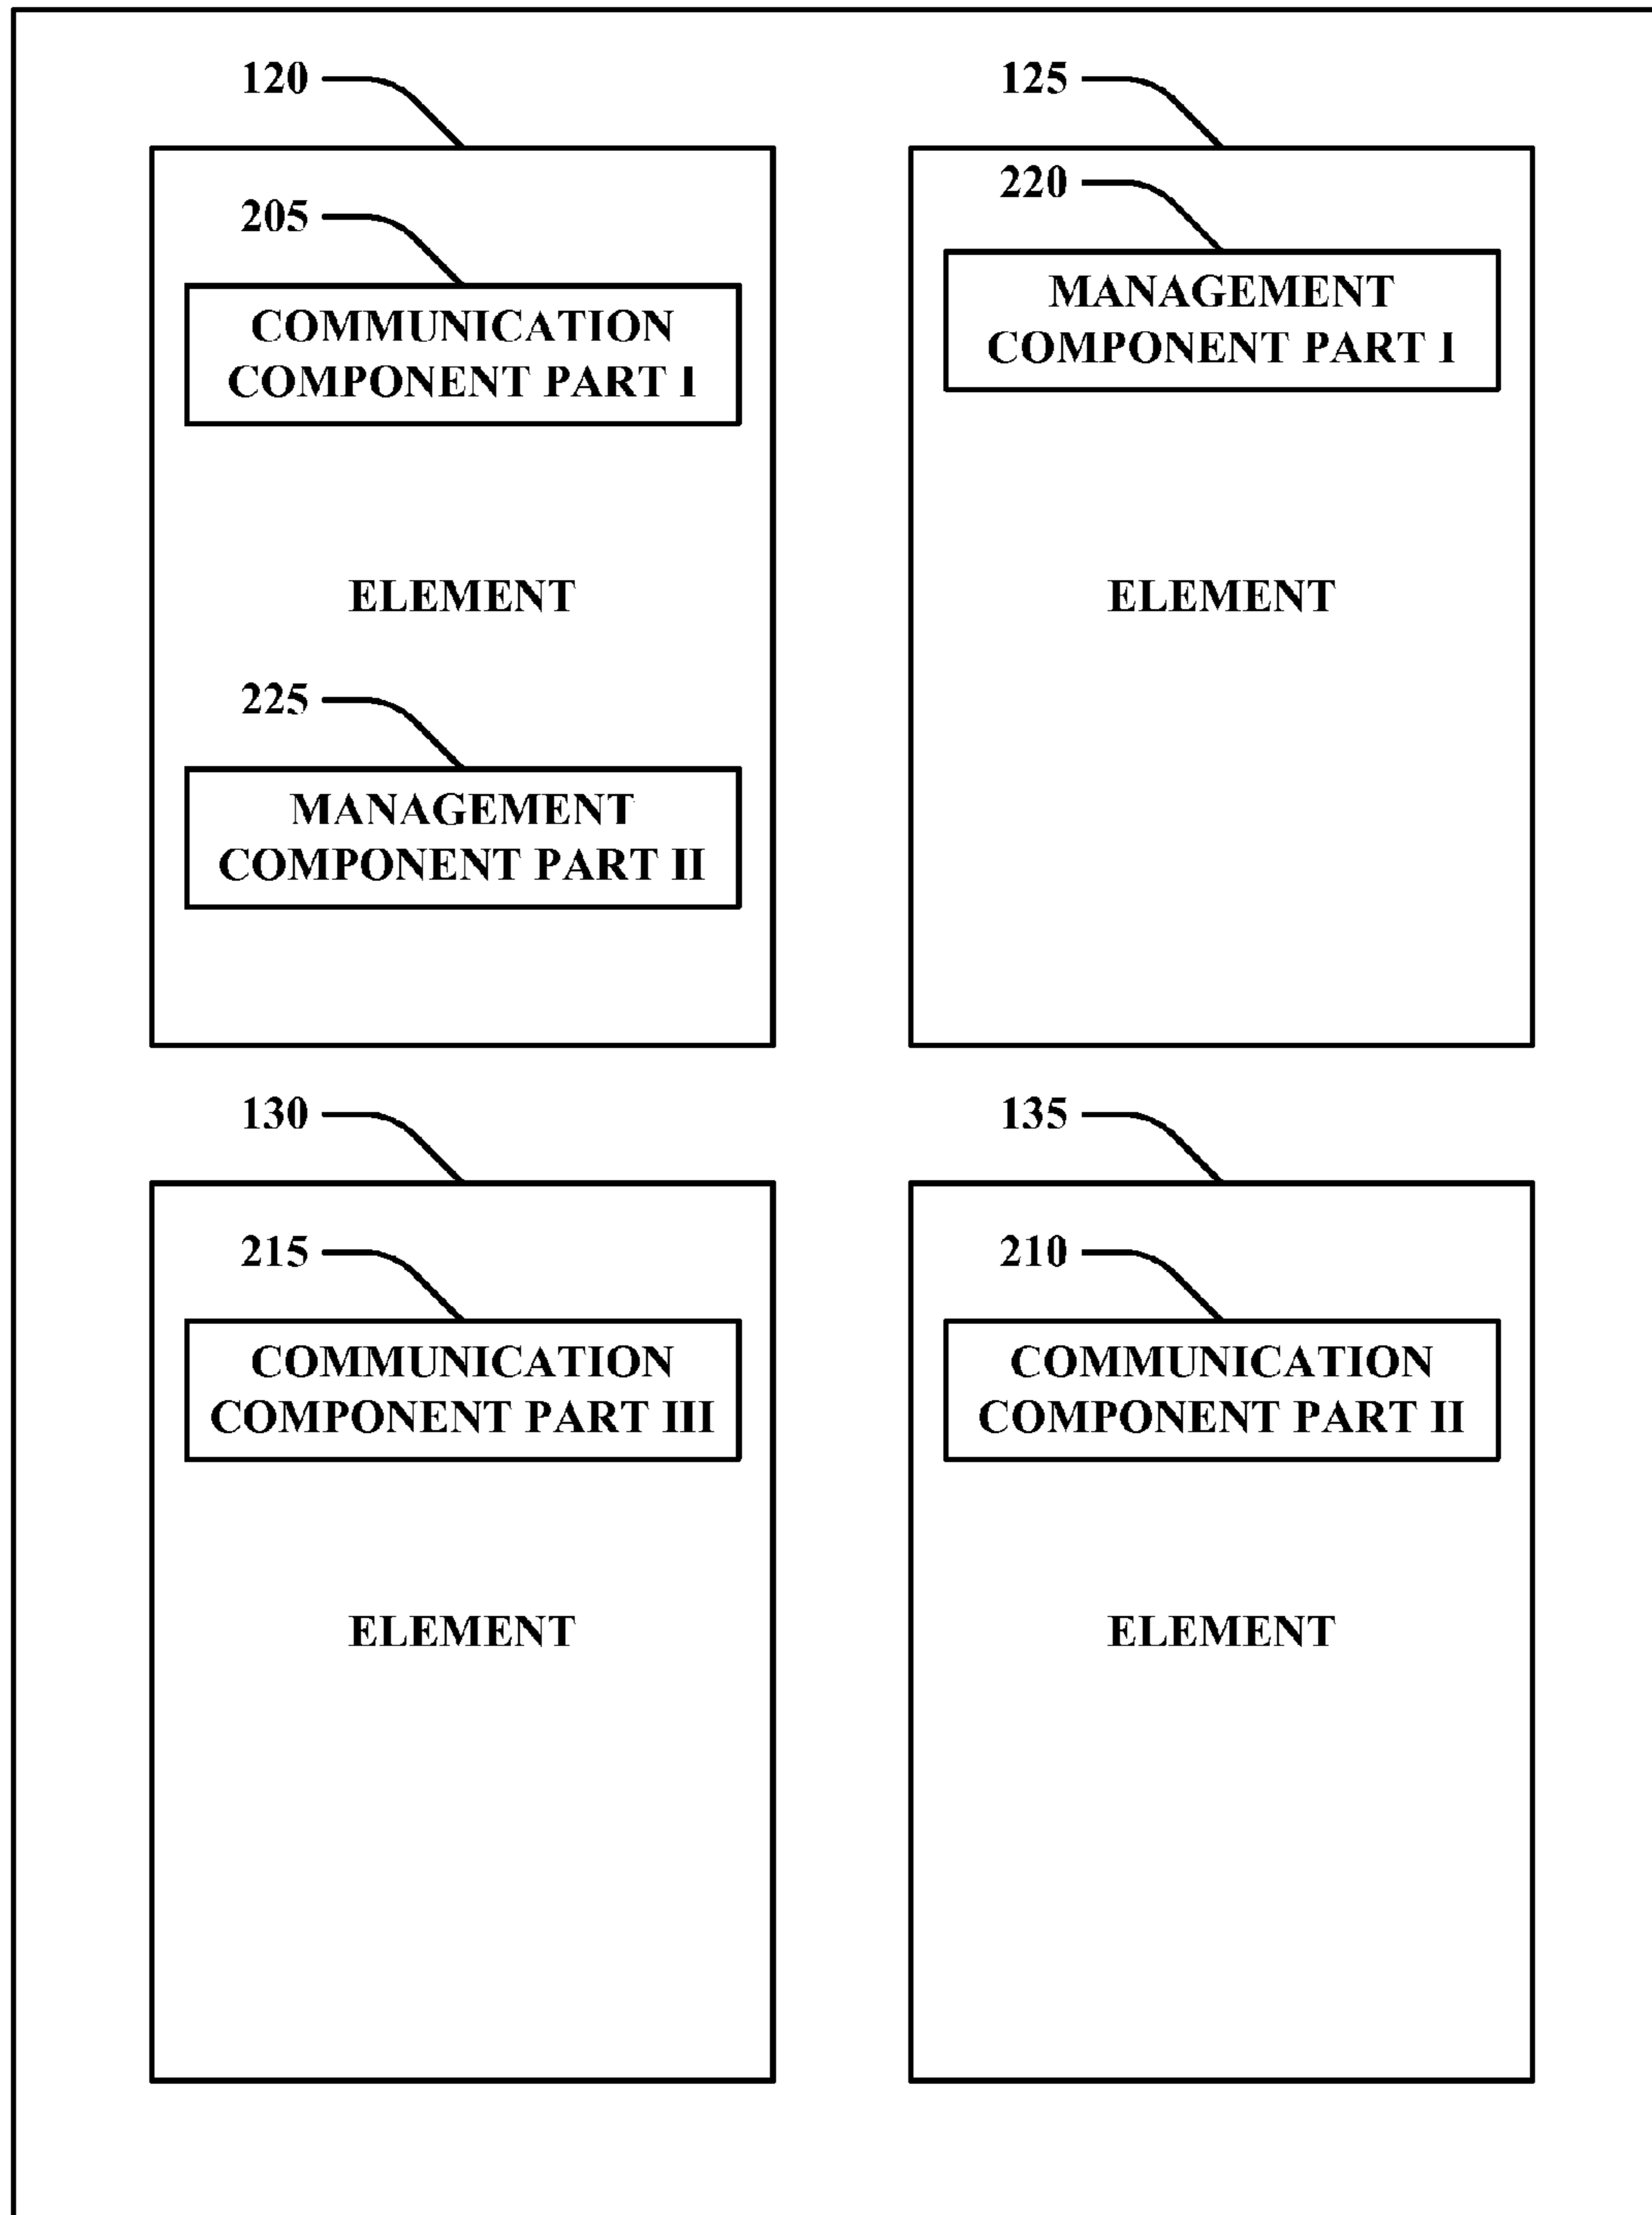 120
205
COMMUNICATION
COMPONENT PART I
ELEMENT
225
MANAGEMENT
COMPONENT PART II
125
220
MANAGEMENT
COMPONENT PART I
ELEMENT
130
215
COMMUNICATION
COMPONENT PART III
ELEMENT
135
210
COMMUNICATION
COMPONENT PART II
ELEMENT